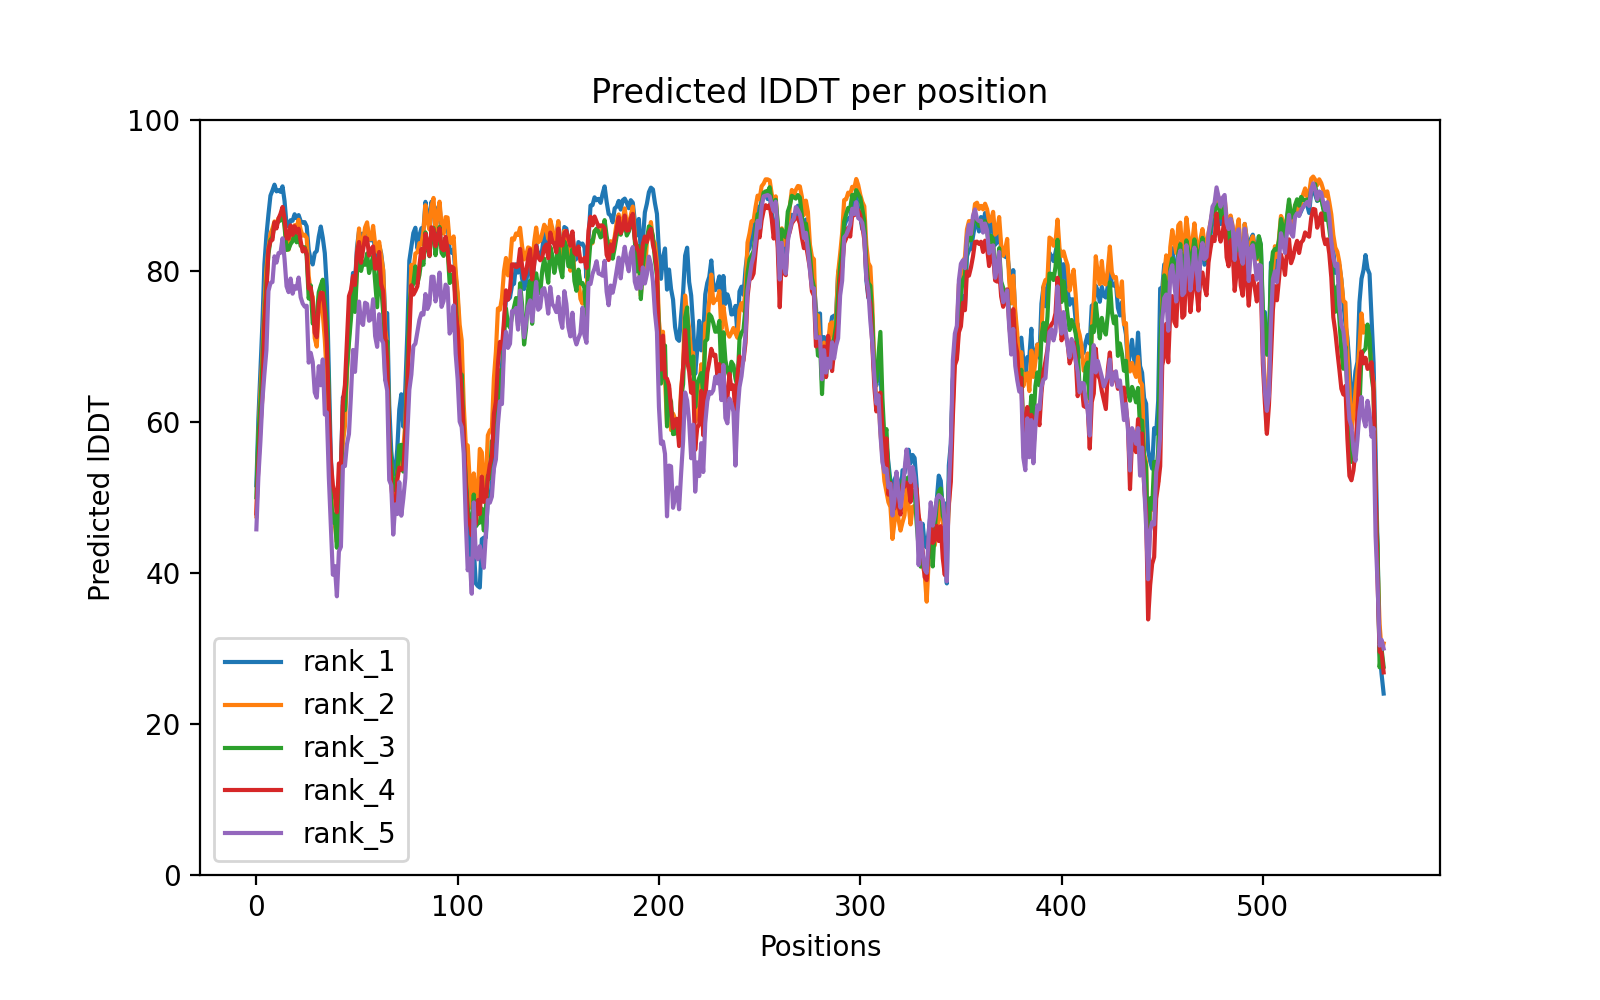 Predicted lDDT per position
100
80
60
40
20
0
Predicted lDDT
rank_1
rank_2
rank_3
rank_4
rank_5
0 100 200 300 400 500
Positions